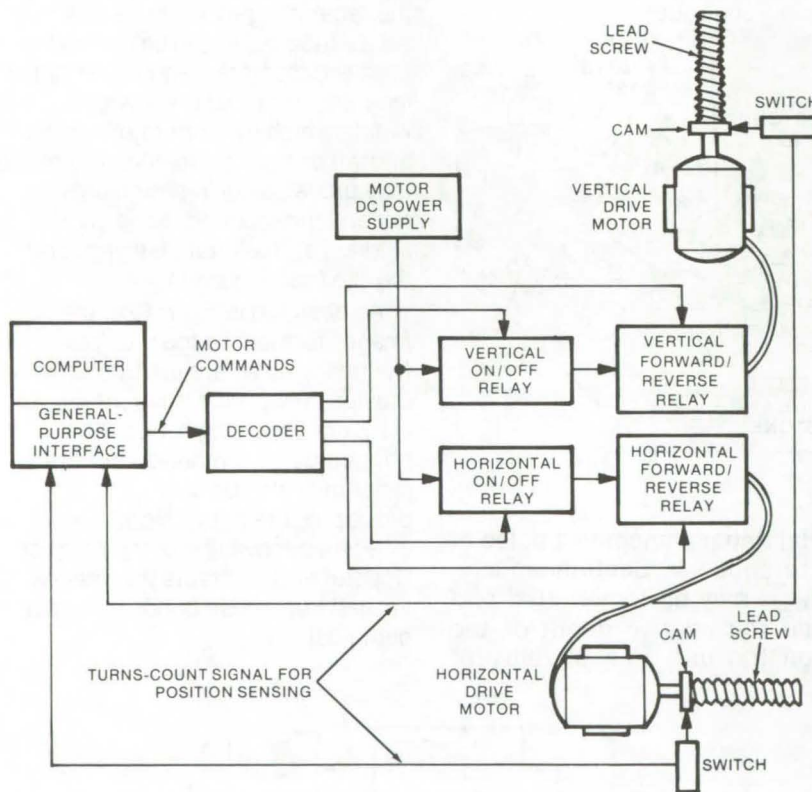 LEAD
SCREW
SWITCH
CAM
MOTOR
DC POWER
SUPPLY
VERTICAL
DRIVE
MOTOR
COMPUTER
GENERAL-
PURPOSE
INTERFACE
MOTOR
COMMANDS
DECODER
VERTICAL
ON/OFF
RELAY
VERTICAL
FORWARD/
REVERSE
RELAY
HORIZONTAL
ON/OFF
RELAY
HORIZONTAL
FORWARD/
REVERSE
RELAY
TURNS-COUNT SIGNAL FOR
POSITION SENSING
HORIZONTAL
DRIVE
MOTOR
CAM
LEAD
SCREW
SWITCH